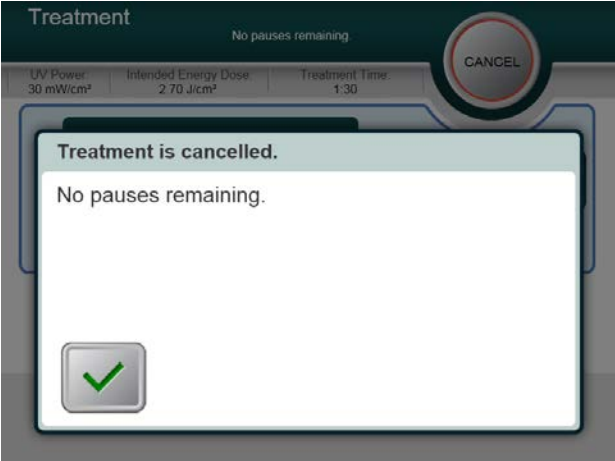 Treatment
No pauses remaining.
CANCEL
UV Power: Intended Energy Dose: Treatment Time:
30 mW/cm² 2.70 J/cm² 1:30
Treatment is cancelled.
No pauses remaining.